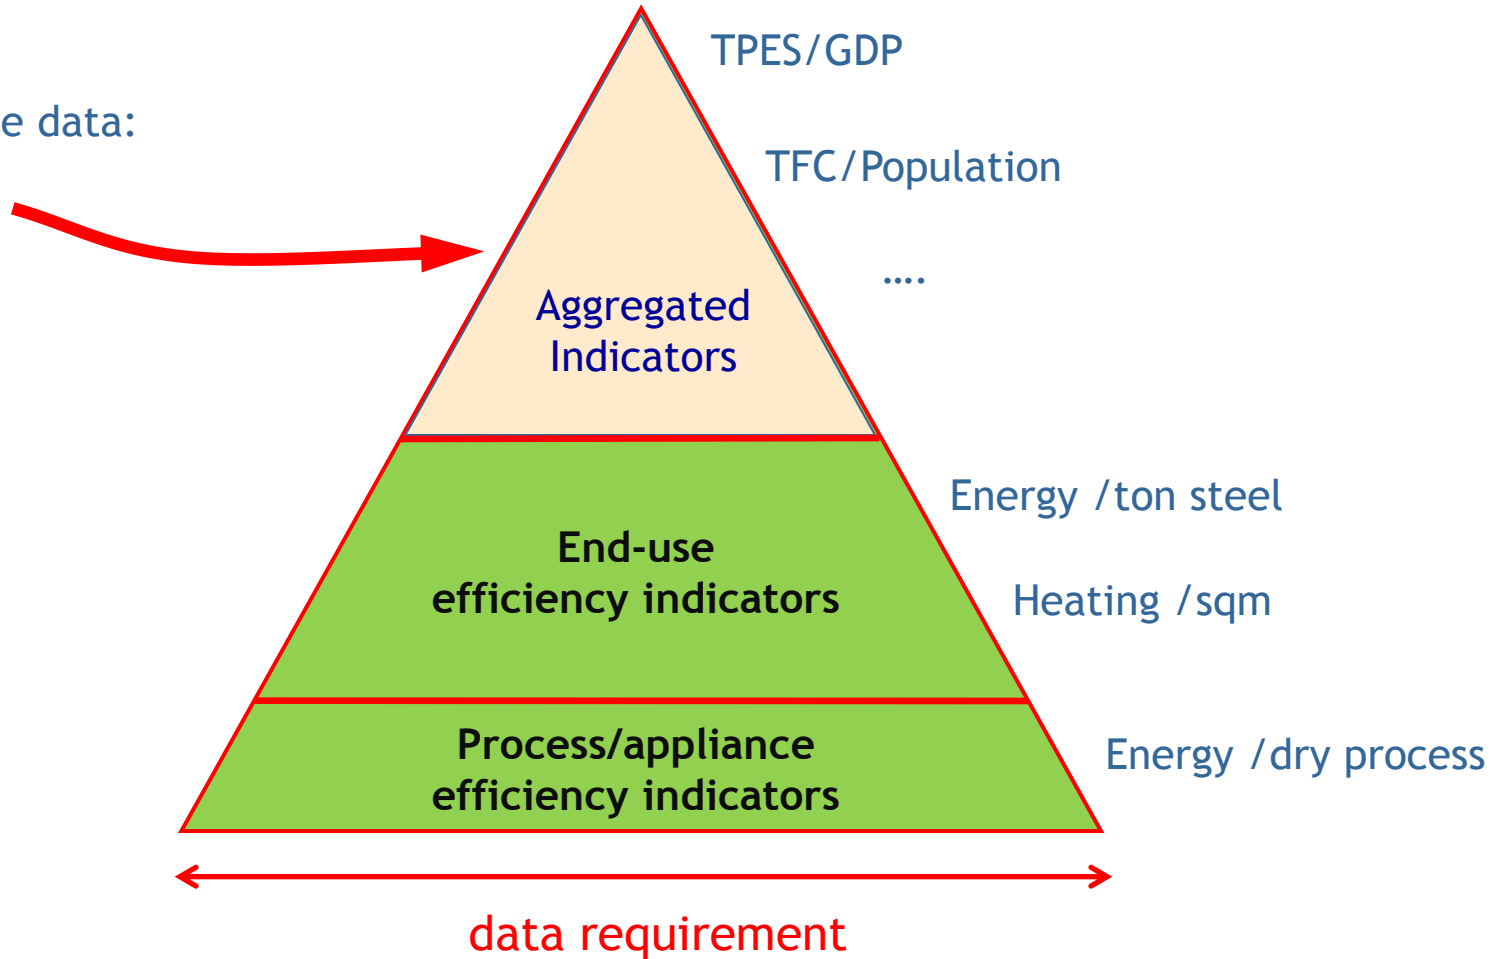 TPES/GDP
e data:
TFC/Population
....
Aggregated
Indicators
Energy /ton steel
End-use
efficiency indicators
Heating /sqm
Process/appliance
efficiency indicators
Energy /dry process
data requirement